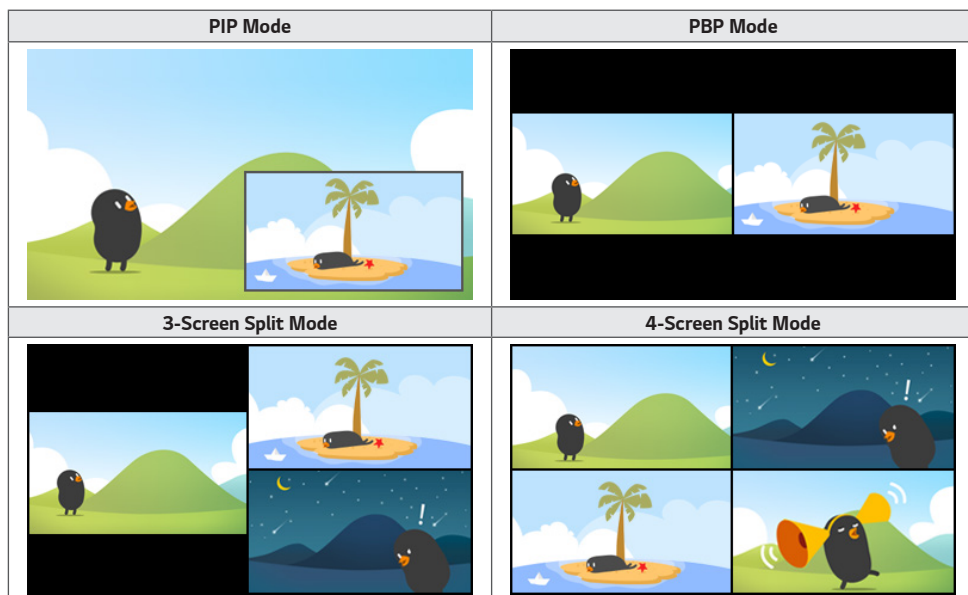 PIP Mode
PBP Mode
3-Screen Split Mode
4-Screen Split Mode